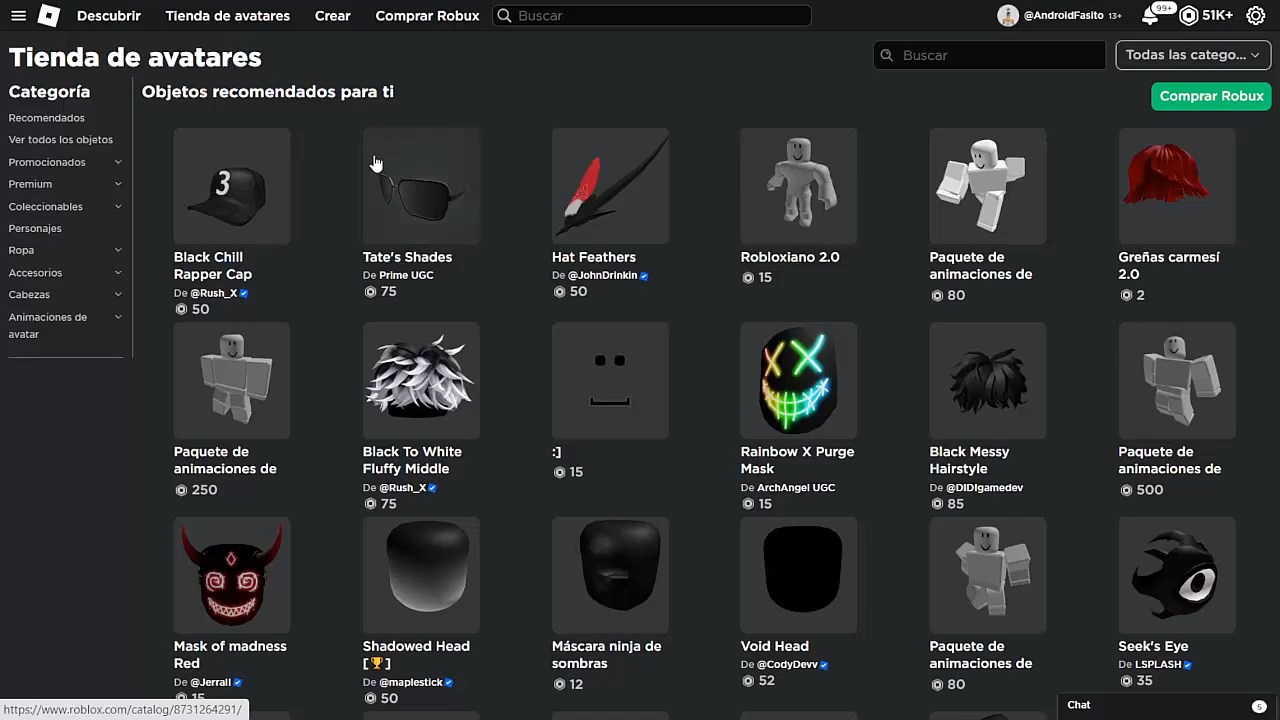 Descubrir
Tienda de avatares
Crear
Comprar Robux
Buscar
@AndroidFasito 13+
99+
51K+
Tienda de avatares
Buscar
Todas las catego...
Categoría
Recomendados
Ver todos los objetos
Promocionados
Premium
Coleccionables
Personajes
Ropa
Accesorios
Cabezas
Animaciones de
avatar
Objetos recomendados para ti
Comprar Robux
3
Black Chill
Rapper Cap
De @Rush_X
50
Tate's Shades
De Prime UGC
75
Hat Feathers
De @JohnDrinkin
50
Robloxiano 2.0
15
Paquete de
animaciones de
80
Greñas carmesí
2.0
2
Paquete de
animaciones de
250
Black To White
Fluffy Middle
De @Rush_X
75
:]
15
Rainbow X Purge
Mask
De ArchAngel UGC
15
Black Messy
Hairstyle
De @DIDIgamedev
85
Paquete de
animaciones de
500
Mask of madness
Red
De @Jerrall
15
Shadowed Head
[🏆]
De @maplestick
50
Máscara ninja de
sombras
12
Void Head
De @CodyDevv
52
Paquete de
animaciones de
80
Seek's Eye
De LSPLASH
35
https://www.roblox.com/catalog/8731264291/
Chat
5